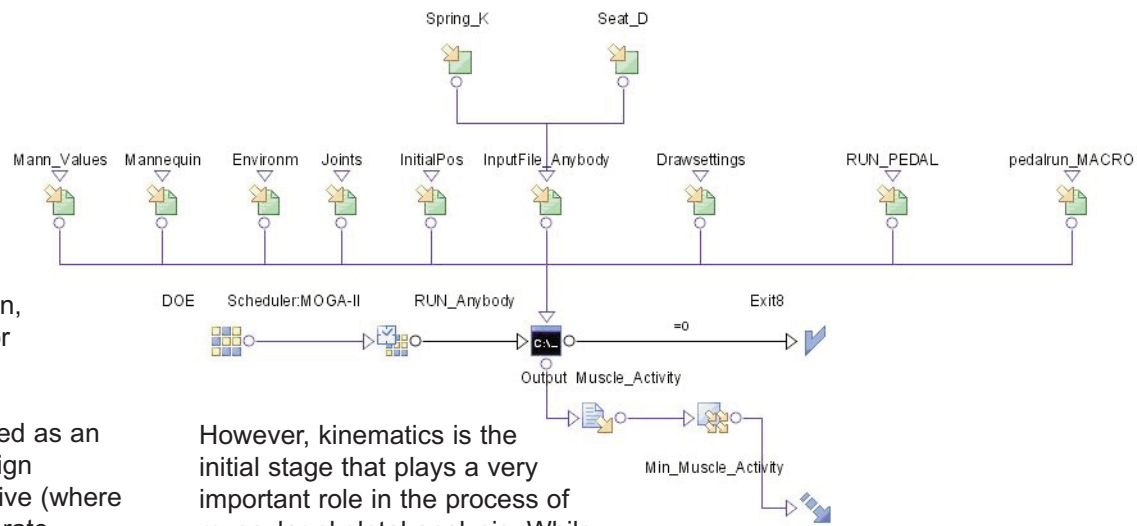 Spring_K Seat_D
Mann_Values Mannequin Environm Joints InitialPos InputFile_Anybody Drawsettings RUN_PEDAL pedalrun_MACRO
DOE Scheduler:MOGA-II RUN_Anybody Exit8
=0
C:\_
Output Muscle_Activity
Min_Muscle_Activity
n,
or
ed as an
ign
ive (where
rate
However, kinematics is the
initial stage that plays a very
important role in the process of